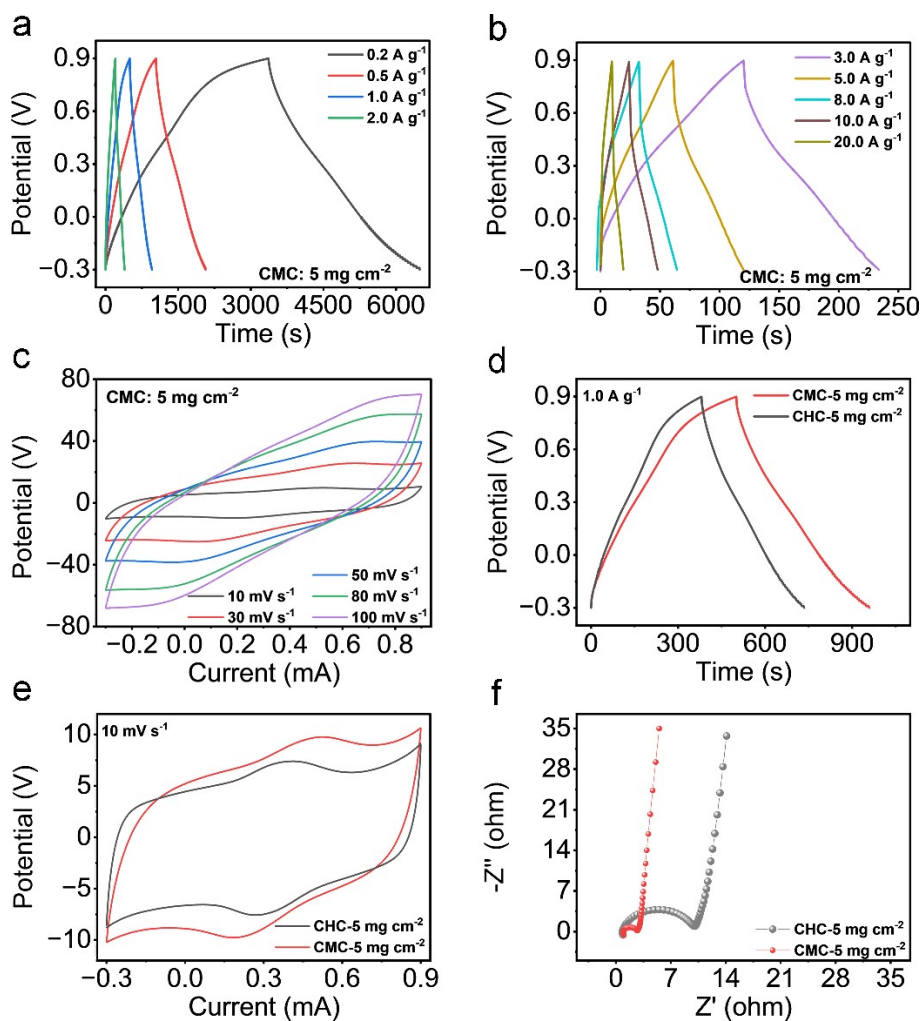 a
0.9
0.6
0.3
0.0
−0.3
Potential (V)
0.2 A g⁻¹
0.5 A g⁻¹
1.0 A g⁻¹
2.0 A g⁻¹
CMC: 5 mg cm⁻²
0 1500 3000 4500 6000
Time (s)
b
0.9
0.6
0.3
0.0
−0.3
Potential (V)
3.0 A g⁻¹
5.0 A g⁻¹
8.0 A g⁻¹
10.0 A g⁻¹
20.0 A g⁻¹
CMC: 5 mg cm⁻²
0 50 100 150 200 250
Time (s)
c
80
40
0
−40
−80
Potential (V)
CMC: 5 mg cm⁻²
10 mV s⁻¹
30 mV s⁻¹
50 mV s⁻¹
80 mV s⁻¹
100 mV s⁻¹
−0.3 0.0 0.3 0.6 0.9
Current (mA)
d
0.9
0.6
0.3
0.0
−0.3
Potential (V)
1.0 A g⁻¹
CMC-5 mg cm⁻²
CHC-5 mg cm⁻²
0 300 600 900
Time (s)
e
10
5
0
−5
−10
Potential (V)
10 mV s⁻¹
CHC-5 mg cm⁻²
CMC-5 mg cm⁻²
−0.3 0.0 0.3 0.6 0.9
Current (mA)
f
35
28
21
14
7
0
-Z" (ohm)
CHC-5 mg cm⁻²
CMC-5 mg cm⁻²
0 7 14 21 28 35
Z' (ohm)